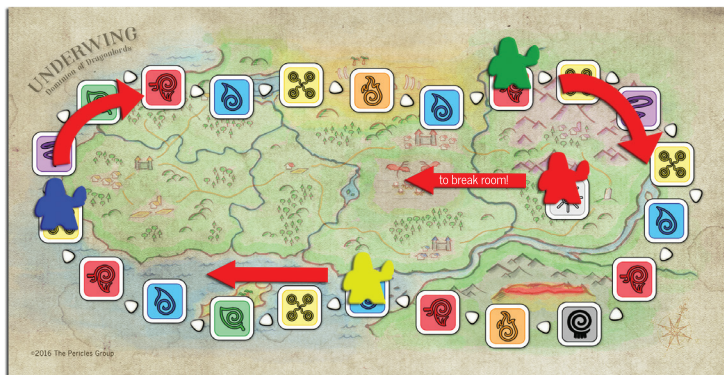 UNDERWING
Dominion of Dragonlords
to break room!
©2016 The Pericles Group